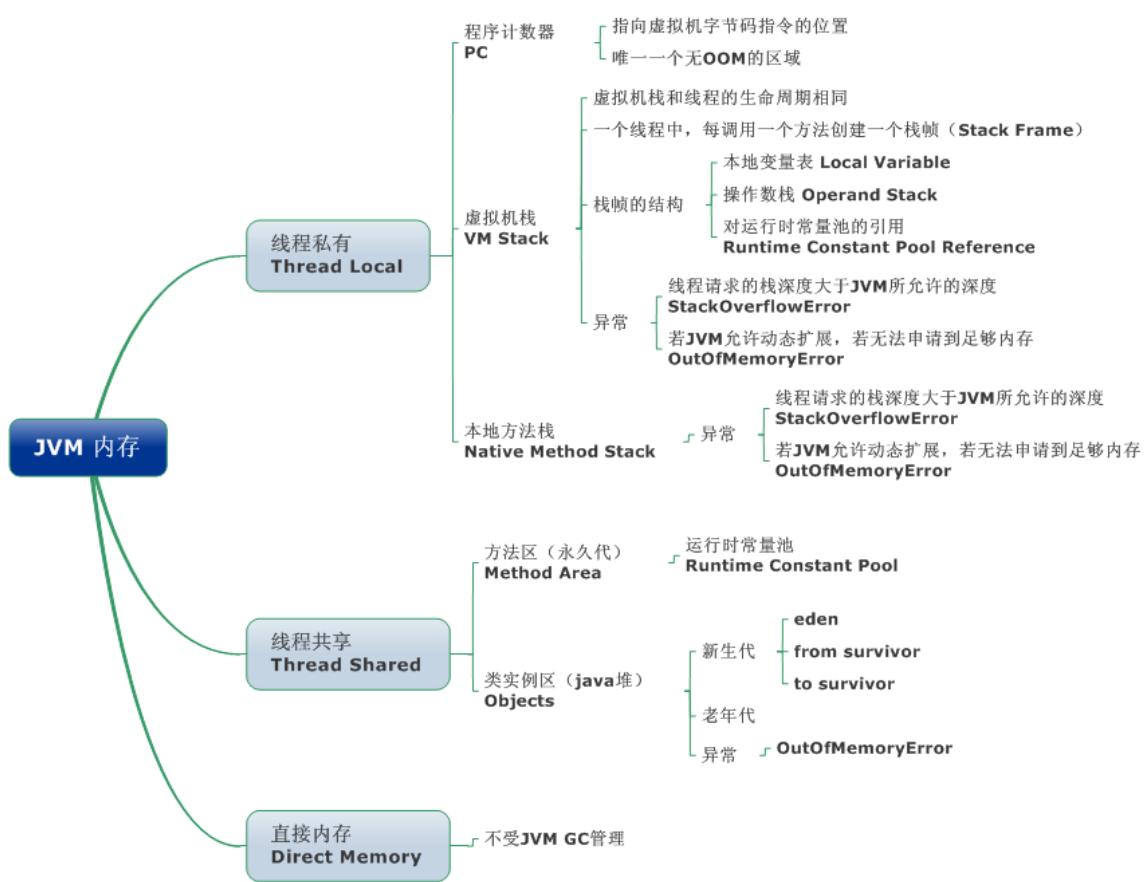 JVM 内存
线程私有
Thread Local
程序计数器
PC
指向虚拟机字节码指令的位置
唯一一个无OOM的区域
虚拟机栈
VM Stack
虚拟机栈和线程的生命周期相同
一个线程中，每调用一个方法创建一个栈帧（Stack Frame）
栈帧的结构
本地变量表 Local Variable
操作数栈 Operand Stack
对运行时常量池的引用
Runtime Constant Pool Reference
异常
线程请求的栈深度大于JVM所允许的深度
StackOverflowError
若JVM允许动态扩展，若无法申请到足够内存
OutOfMemoryError
本地方法栈
Native Method Stack
异常
线程请求的栈深度大于JVM所允许的深度
StackOverflowError
若JVM允许动态扩展，若无法申请到足够内存
OutOfMemoryError
线程共享
Thread Shared
方法区（永久代）
Method Area
运行时常量池
Runtime Constant Pool
类实例区（java堆）
Objects
新生代
eden
from survivor
to survivor
老年代
异常
OutOfMemoryError
直接内存
Direct Memory
不受JVM GC管理